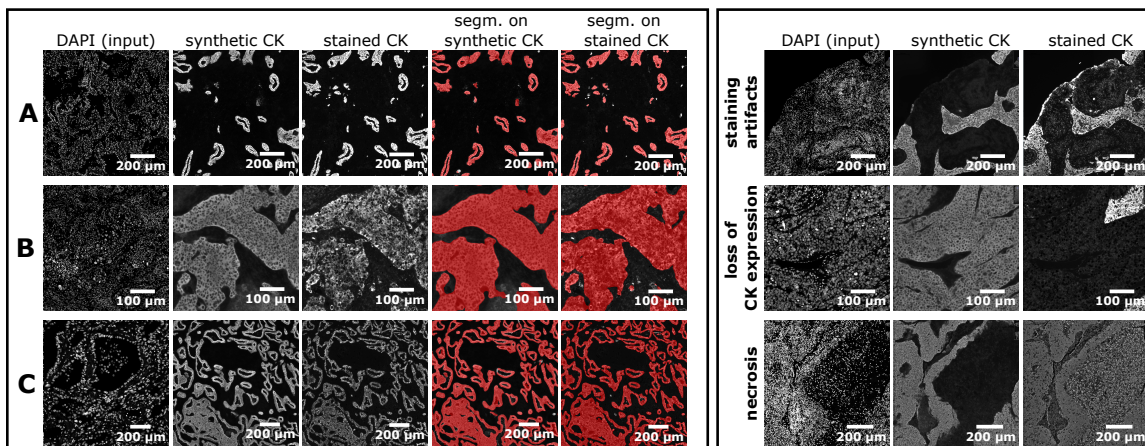 segm. on segm. on
DAPI (input) synthetic CK stained CK synthetic CK stained CK
A
200 µm 200 µm 200 µm 200 µm 200 µm
B
100 µm 100 µm 100 µm 100 µm 100 µm
C
200 µm 200 µm 200 µm 200 µm 200 µm
DAPI (input) synthetic CK stained CK
staining
artifacts
200 µm 200 µm 200 µm
loss of
CK expression
100 µm 100 µm 100 µm
necrosis
200 µm 200 µm 200 µm